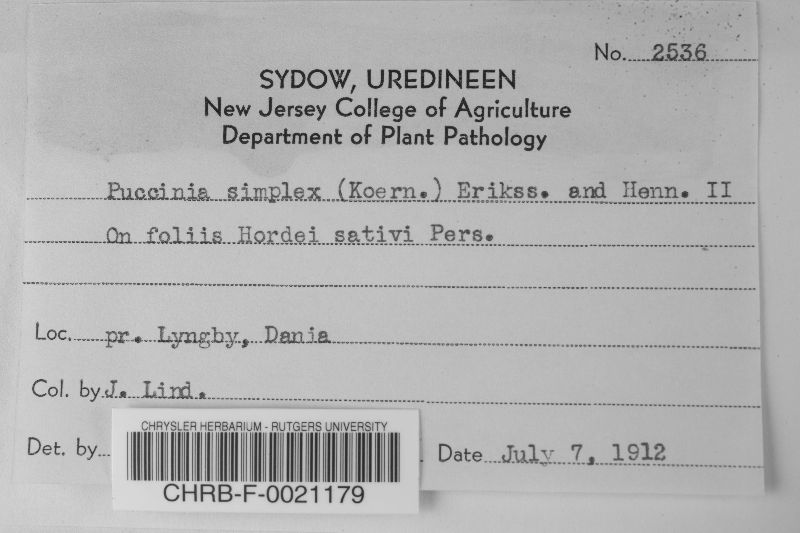 No. 2536
SYDOW, UREDINEEN
New Jersey College of Agriculture
Department of Plant Pathology
Puccinia simplex (Koern.) Erikss. and Henn. II
On foliis Hordei sativi Pers.
Loc. pr. Lyngby, Dania
Col. by J. Lind.
Det. by
Date July 7, 1912
CHRYSLER HERBARIUM - RUTGERS UNIVERSITY
CHRB-F-0021179